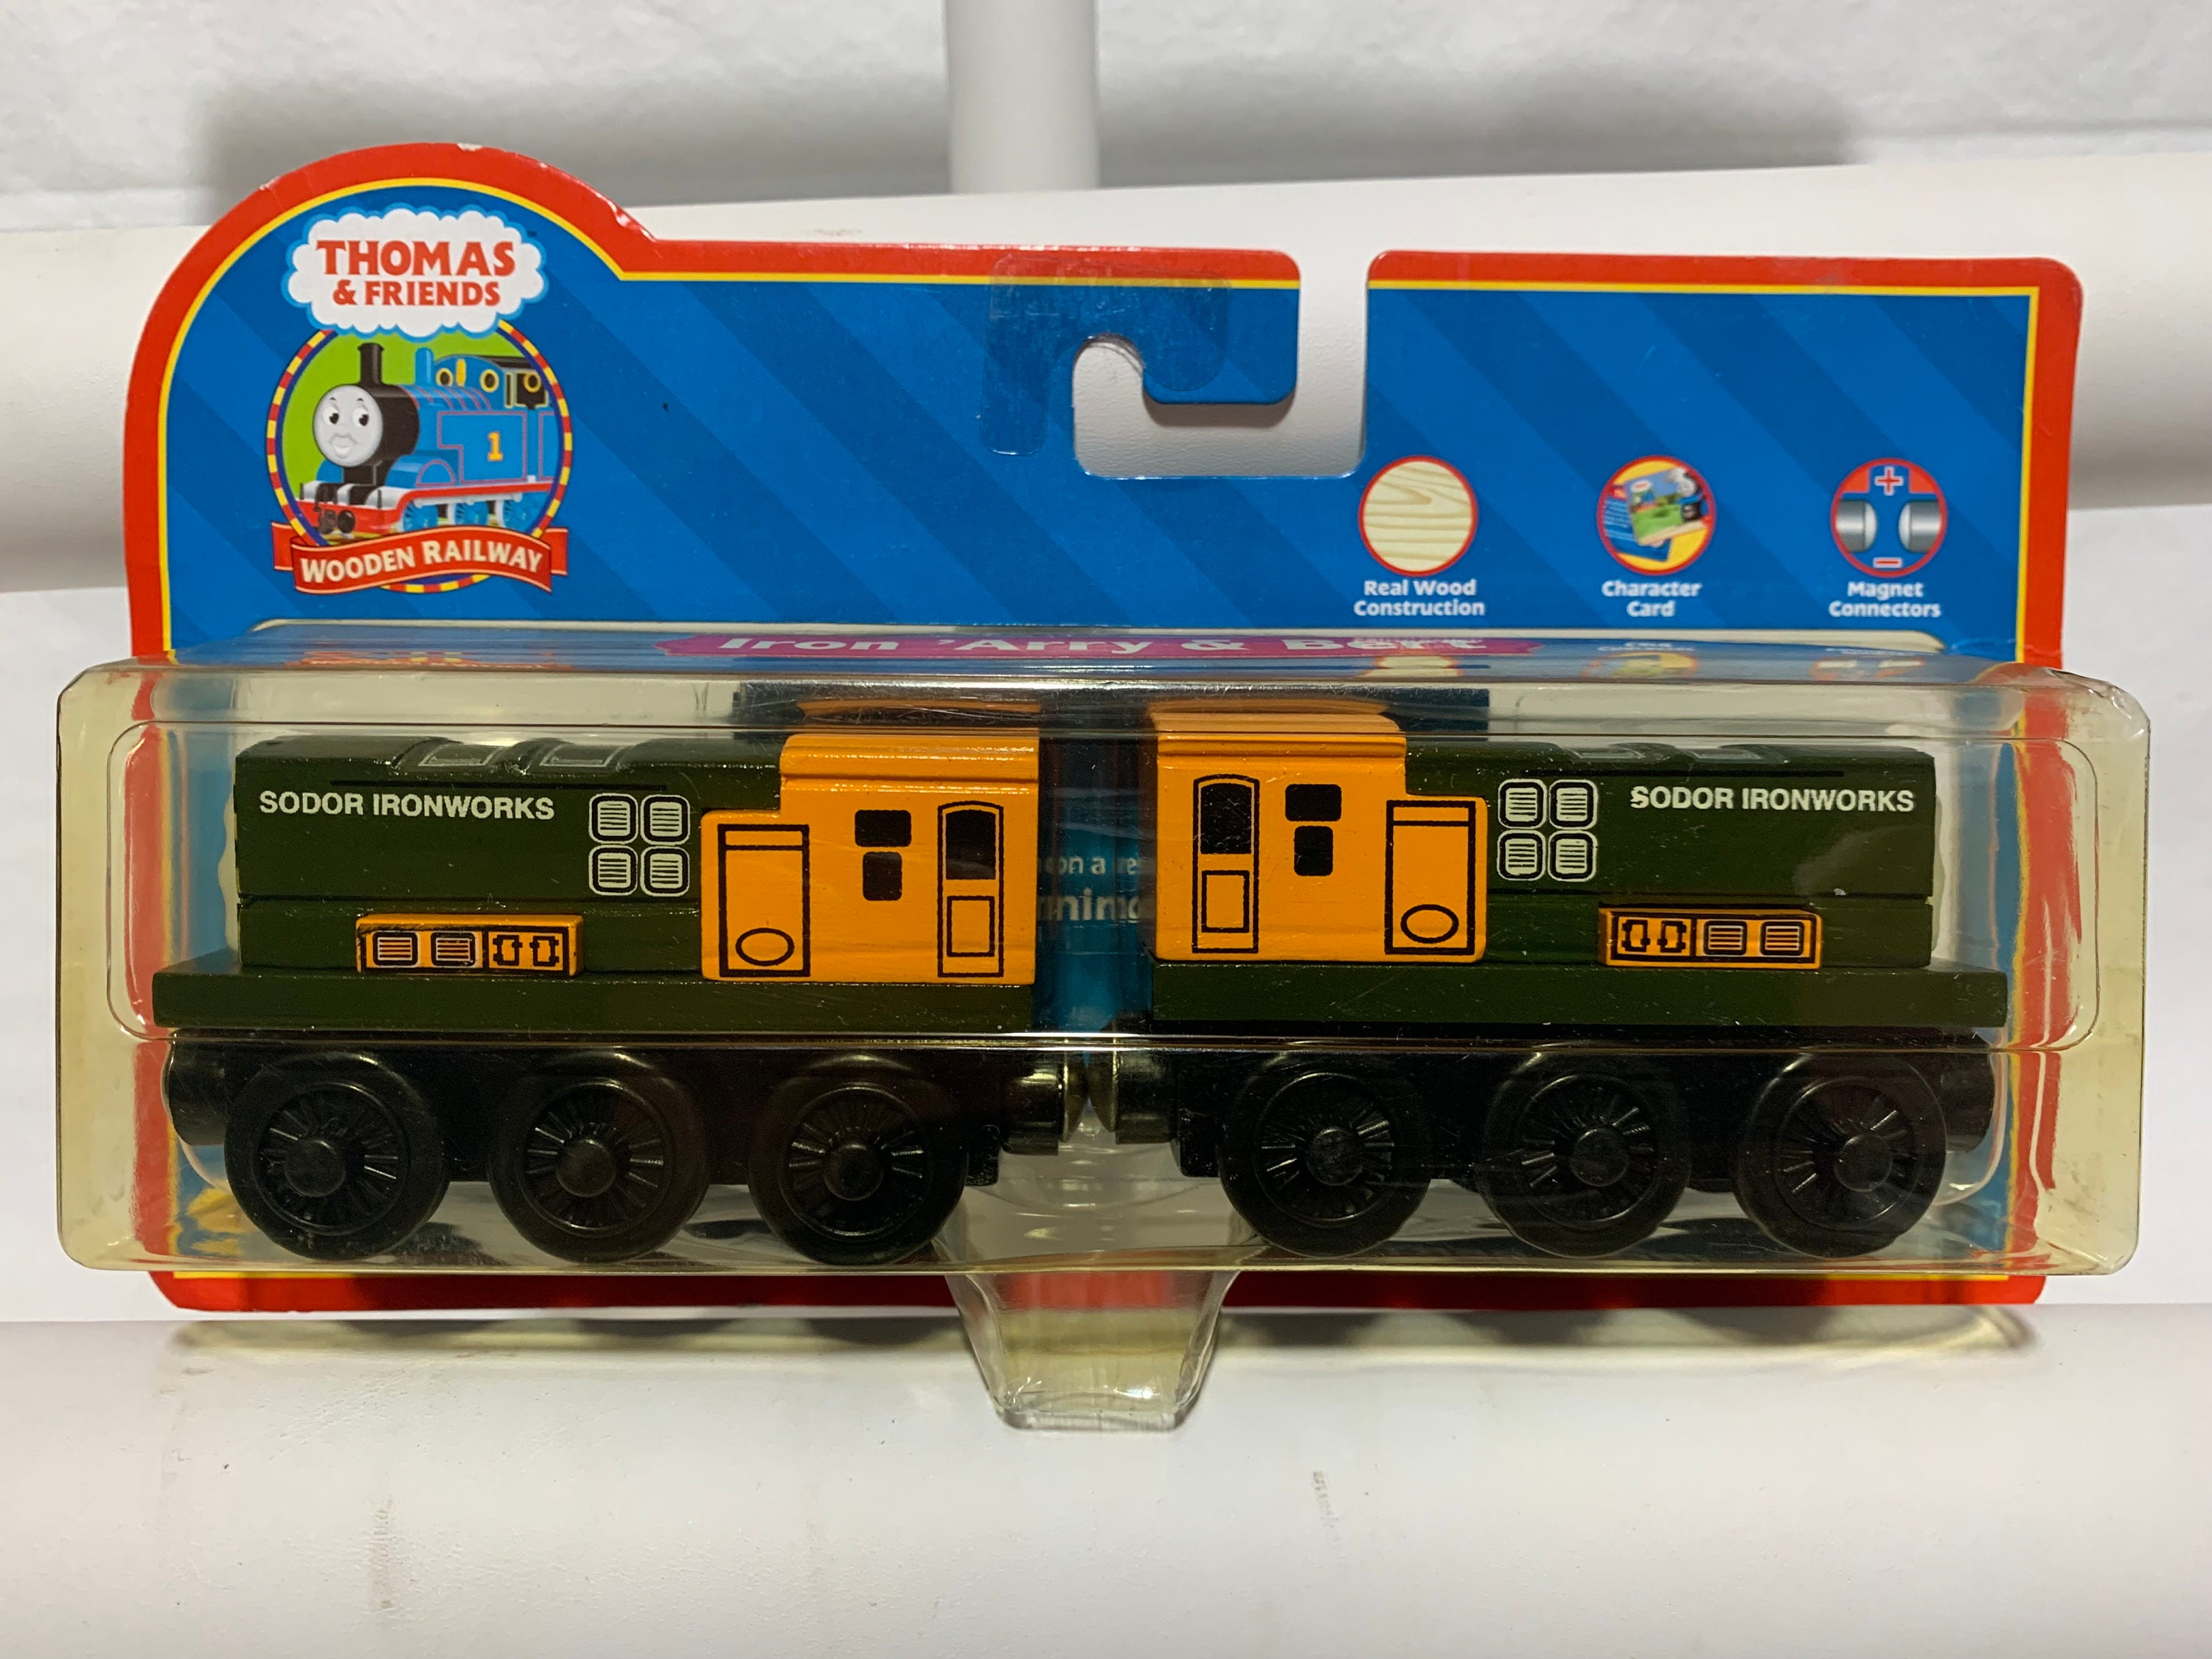 THOMAS
& FRIENDS
1
WOODEN RAILWAY
Real Wood
Construction
Character
Card
Magnet
Connectors
Iron 'Arry & Bert
SODOR IRONWORKS
SODOR IRONWORKS
on a